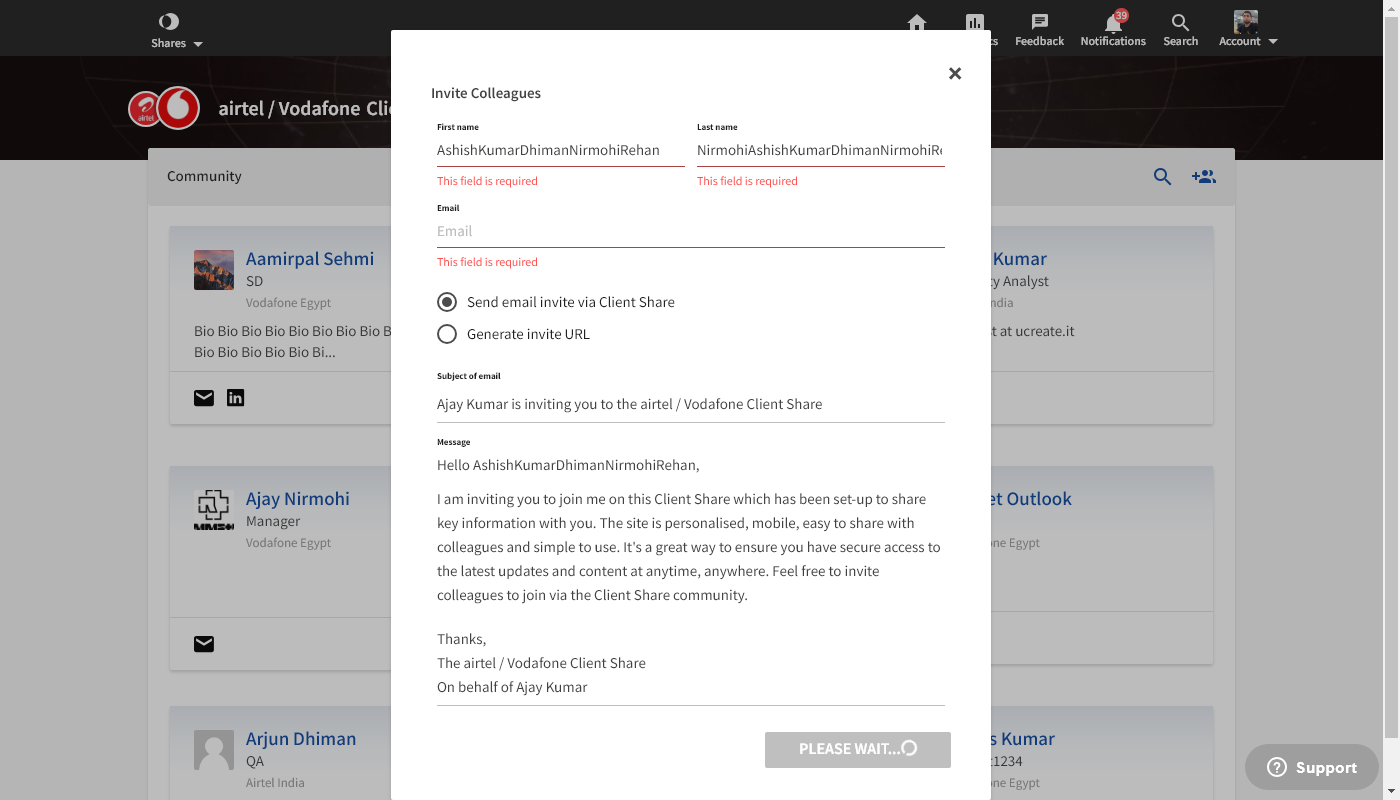 Shares
cs
Feedback
39
Notifications
Search
Account
airtel
airtel / Vodafone Clie
Community
Invite Colleagues
First name
Last name
AshishKumarDhimanNirmohiRehan
NirmohiAshishKumarDhimanNirmohiRe
This field is required
This field is required
Email
Email
This field is required
Send email invite via Client Share
Generate invite URL
Subject of email
Ajay Kumar is inviting you to the airtel / Vodafone Client Share
Message
Hello AshishKumarDhimanNirmohiRehan,
I am inviting you to join me on this Client Share which has been set-up to share
key information with you. The site is personalised, mobile, easy to share with
colleagues and simple to use. It's a great way to ensure you have secure access to
the latest updates and content at anytime, anywhere. Feel free to invite
colleagues to join via the Client Share community.
Thanks,
The airtel / Vodafone Client Share
On behalf of Ajay Kumar
PLEASE WAIT...
Aamirpal Sehmi
SD
Vodafone Egypt
Bio Bio Bio Bio Bio Bio Bio Bio B
Bio Bio Bio Bio Bio Bi...
in
Kumar
y Analyst
ndia
st at ucreate.it
Ajay Nirmohi
Manager
Vodafone Egypt
et Outlook
one Egypt
Arjun Dhiman
QA
Airtel India
s Kumar
t1234
one Egypt
? Support